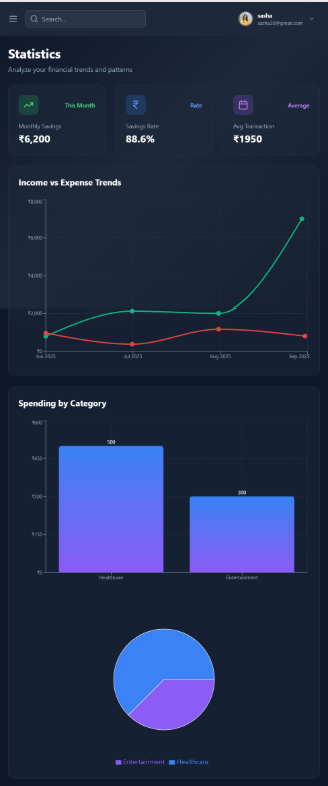 Search...
sasha
sasha28@gmail.com
Statistics
Analyze your financial trends and patterns
This Month
Monthly Savings
₹6,200
Rate
Savings Rate
88.6%
Average
Avg Transaction
₹1950
Income vs Expense Trends
₹8,000
₹6,000
₹4,000
₹2,000
₹0
Jun 2025 Jul 2025 Aug 2025 Sep 2025
Spending by Category
₹600
₹450
₹300
₹150
₹0
500
300
Healthcare Entertainment
Entertainment Healthcare